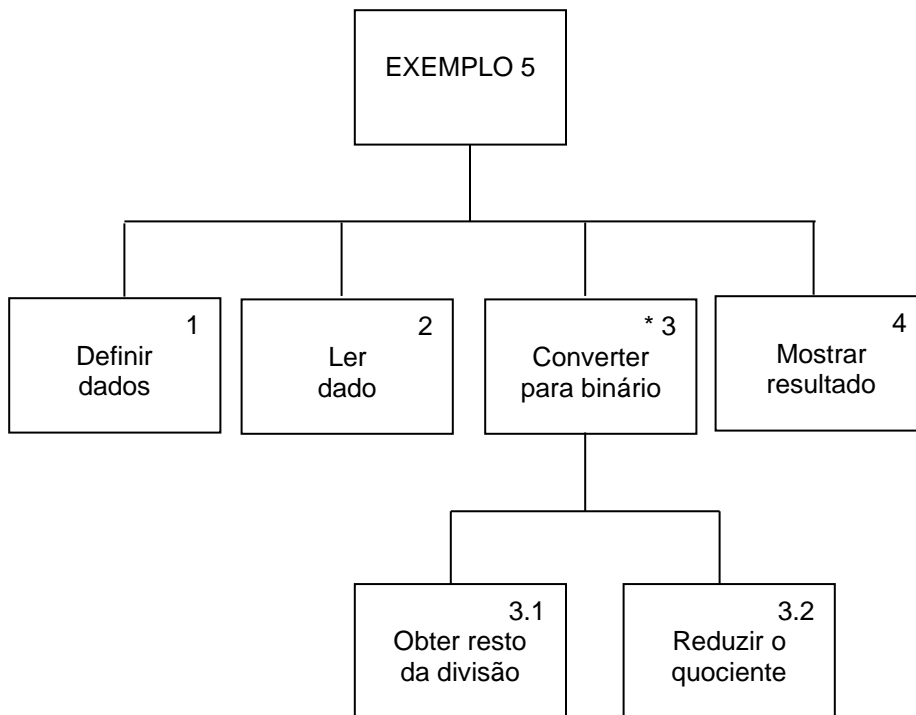 EXEMPLO 5
1
Definir
dados
2
Ler
dado
* 3
Converter
para binário
4
Mostrar
resultado
3.1
Obter resto
da divisão
3.2
Reduzir o
quociente